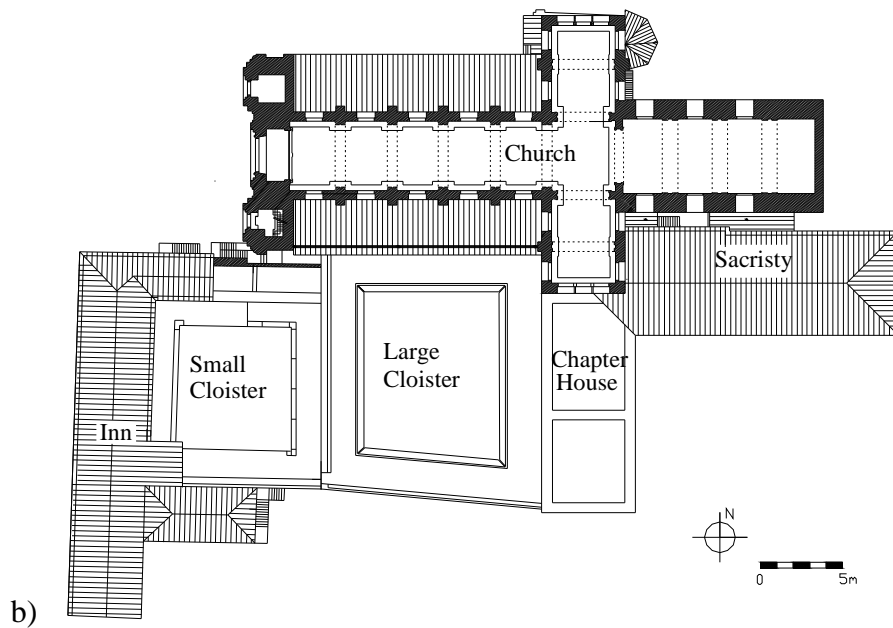 Church
Sacristy
Small
Cloister
Large
Cloister
Chapter
House
Inn
N
0 5m
b)